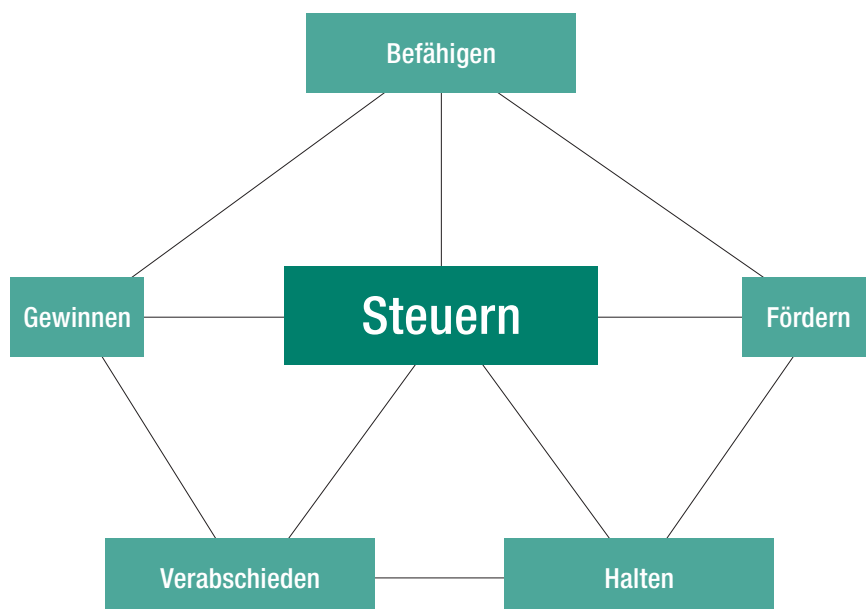 Befähigen
Gewinnen
Steuern
Fördern
Verabschieden
Halten